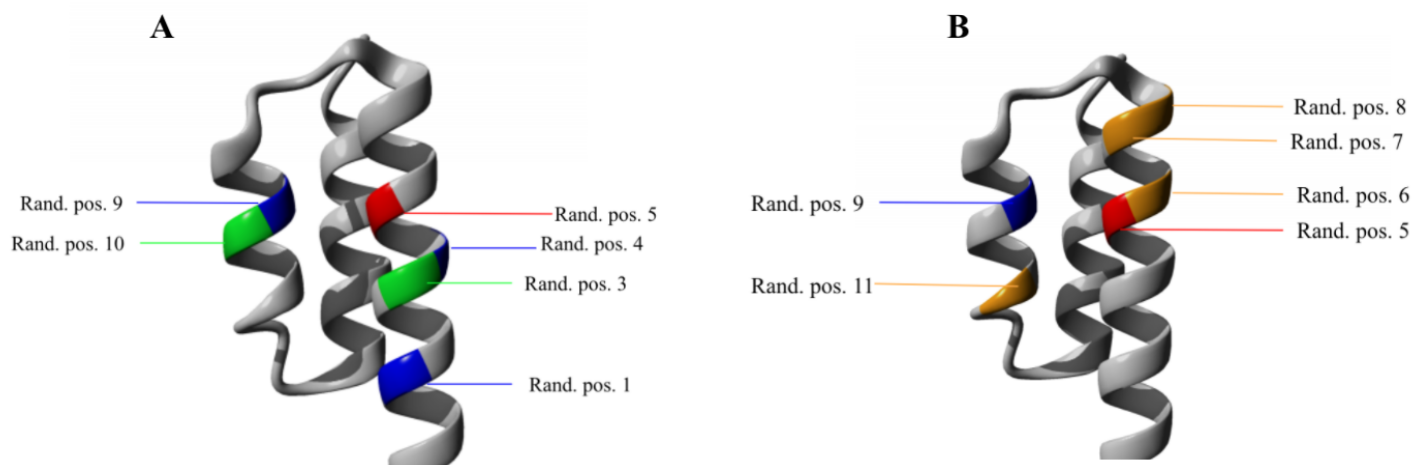 A
Rand. pos. 9
Rand. pos. 10
Rand. pos. 5
Rand. pos. 4
Rand. pos. 3
Rand. pos. 1
B
Rand. pos. 8
Rand. pos. 7
Rand. pos. 9
Rand. pos. 6
Rand. pos. 5
Rand. pos. 11